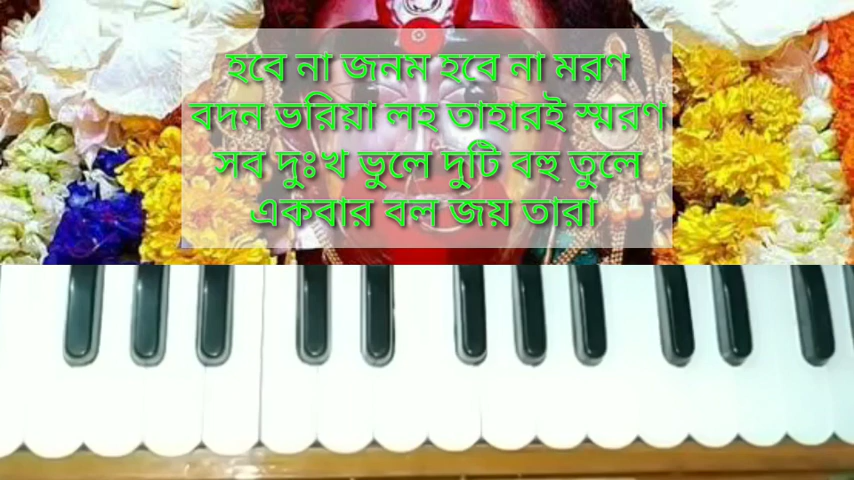 হবে না জনম হবে না মরণ
বদন ভরিয়া লহ তাহারই স্মরণ
সব দুঃখ ভুলে দুটি বহু তুলে
একবার বল জয় তারা